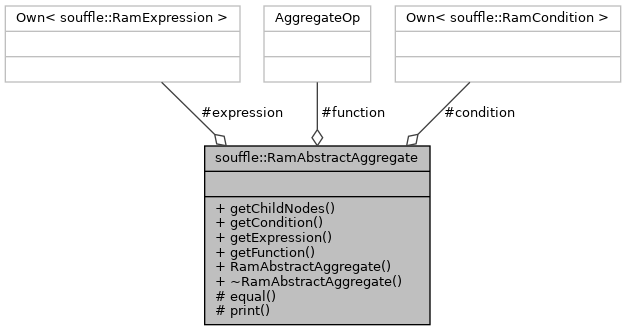 Own< souffle::RamExpression >
AggregateOp
Own< souffle::RamCondition >
#expression
#function
#condition
souffle::RamAbstractAggregate
+ getChildNodes()
+ getCondition()
+ getExpression()
+ getFunction()
+ RamAbstractAggregate()
+ ~RamAbstractAggregate()
# equal()
# print()